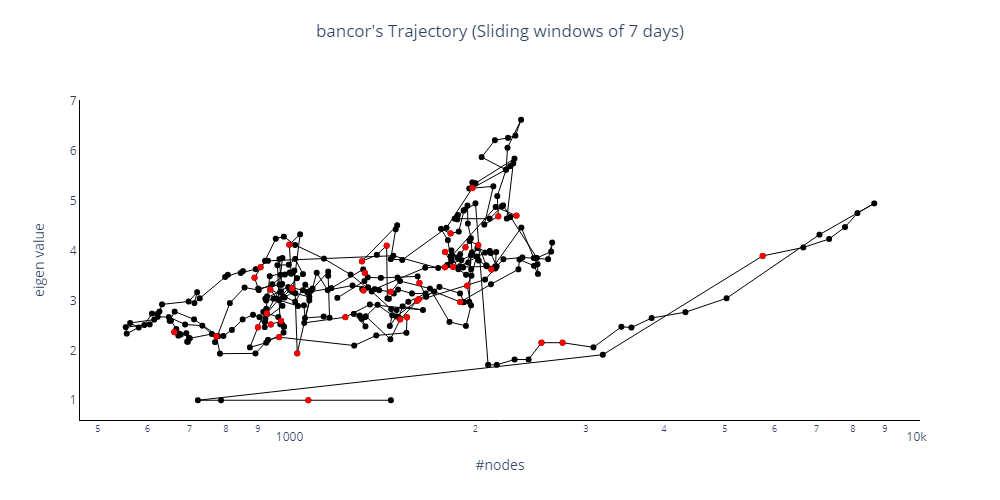 bancor's Trajectory (Sliding windows of 7 days)
7
6
5
4
3
2
1
eigen value
5 6 7 8 9 1000 2 3 4 5 6 7 8 9 10k
#nodes